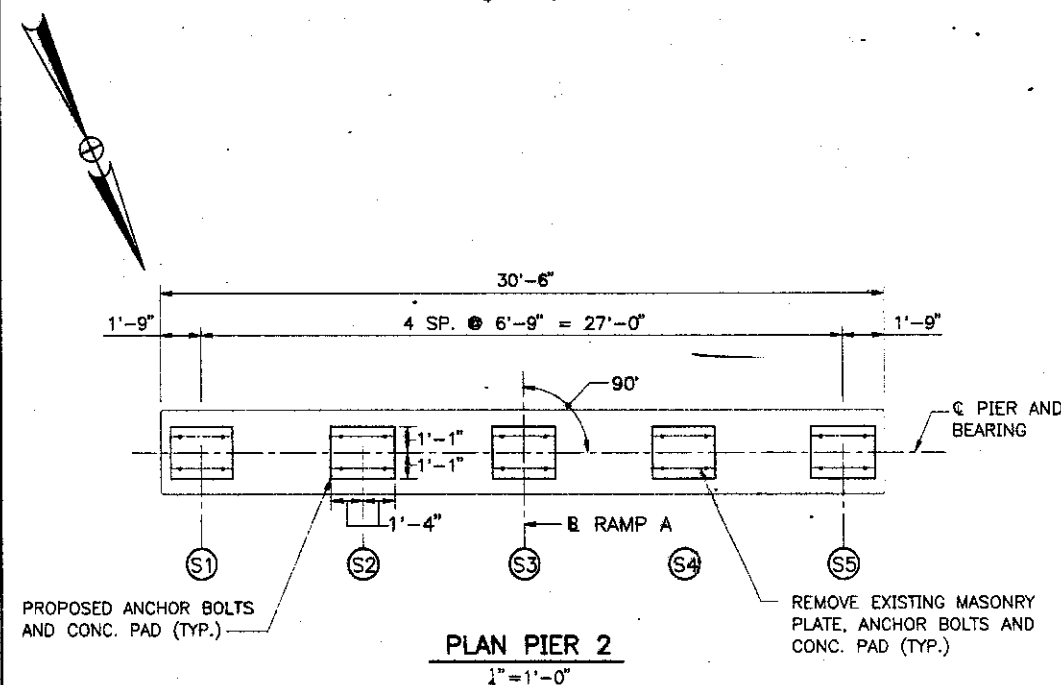 30'-6"
1'-9"
4 SP. @ 6'-9" = 27'-0"
1'-9"
90'
℄ PIER AND
BEARING
1'-1"
1'-1"
1'-4"
RAMP A
S1
S2
S3
S4
S5
PROPOSED ANCHOR BOLTS
AND CONC. PAD (TYP.)
REMOVE EXISTING MASONRY
PLATE, ANCHOR BOLTS AND
CONC. PAD (TYP.)
PLAN PIER 2
"=1'-0"